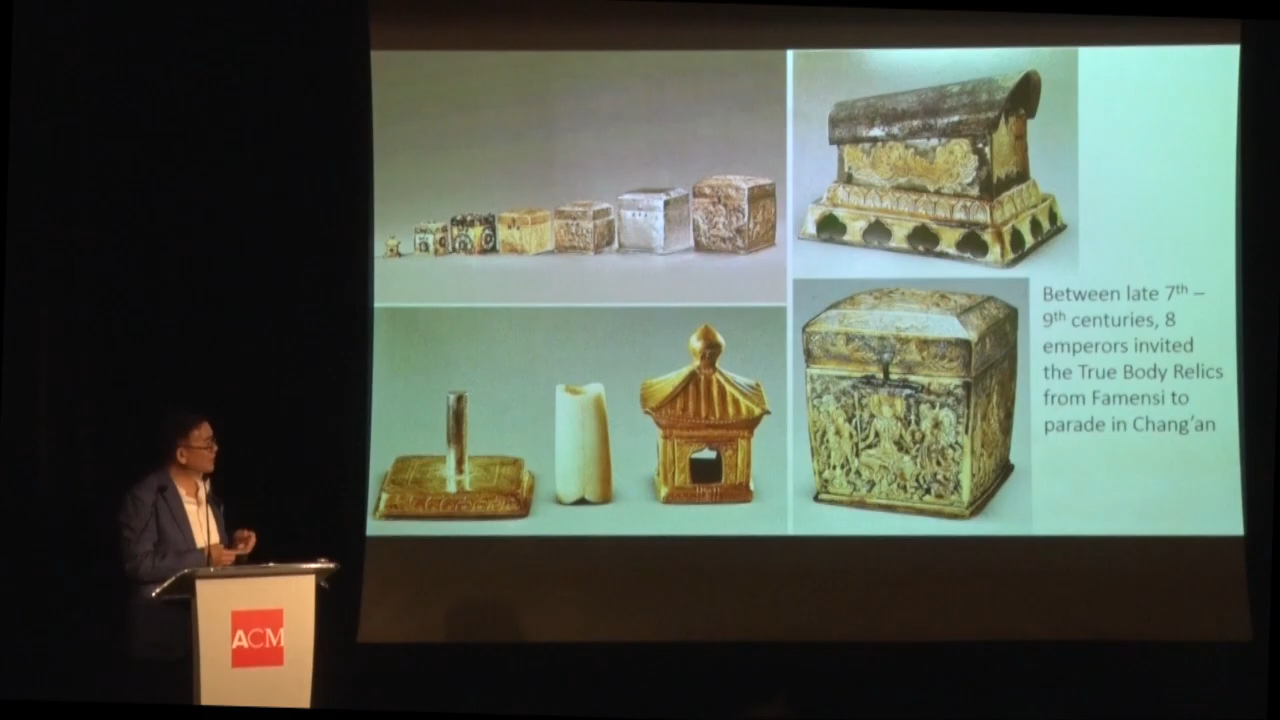 Between late 7th –
9th centuries, 8
emperors invited
the True Body Relics
from Famensi to
parade in Chang'an
ACM